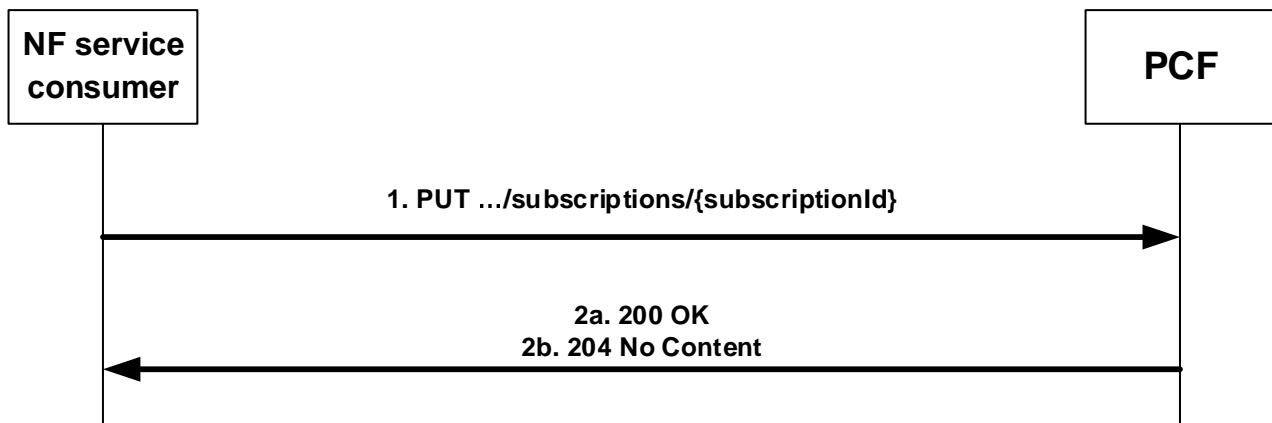 NF service
consumer
PCF
1. PUT …/subscriptions/{subscriptionId}
2a. 200 OK
2b. 204 No Content